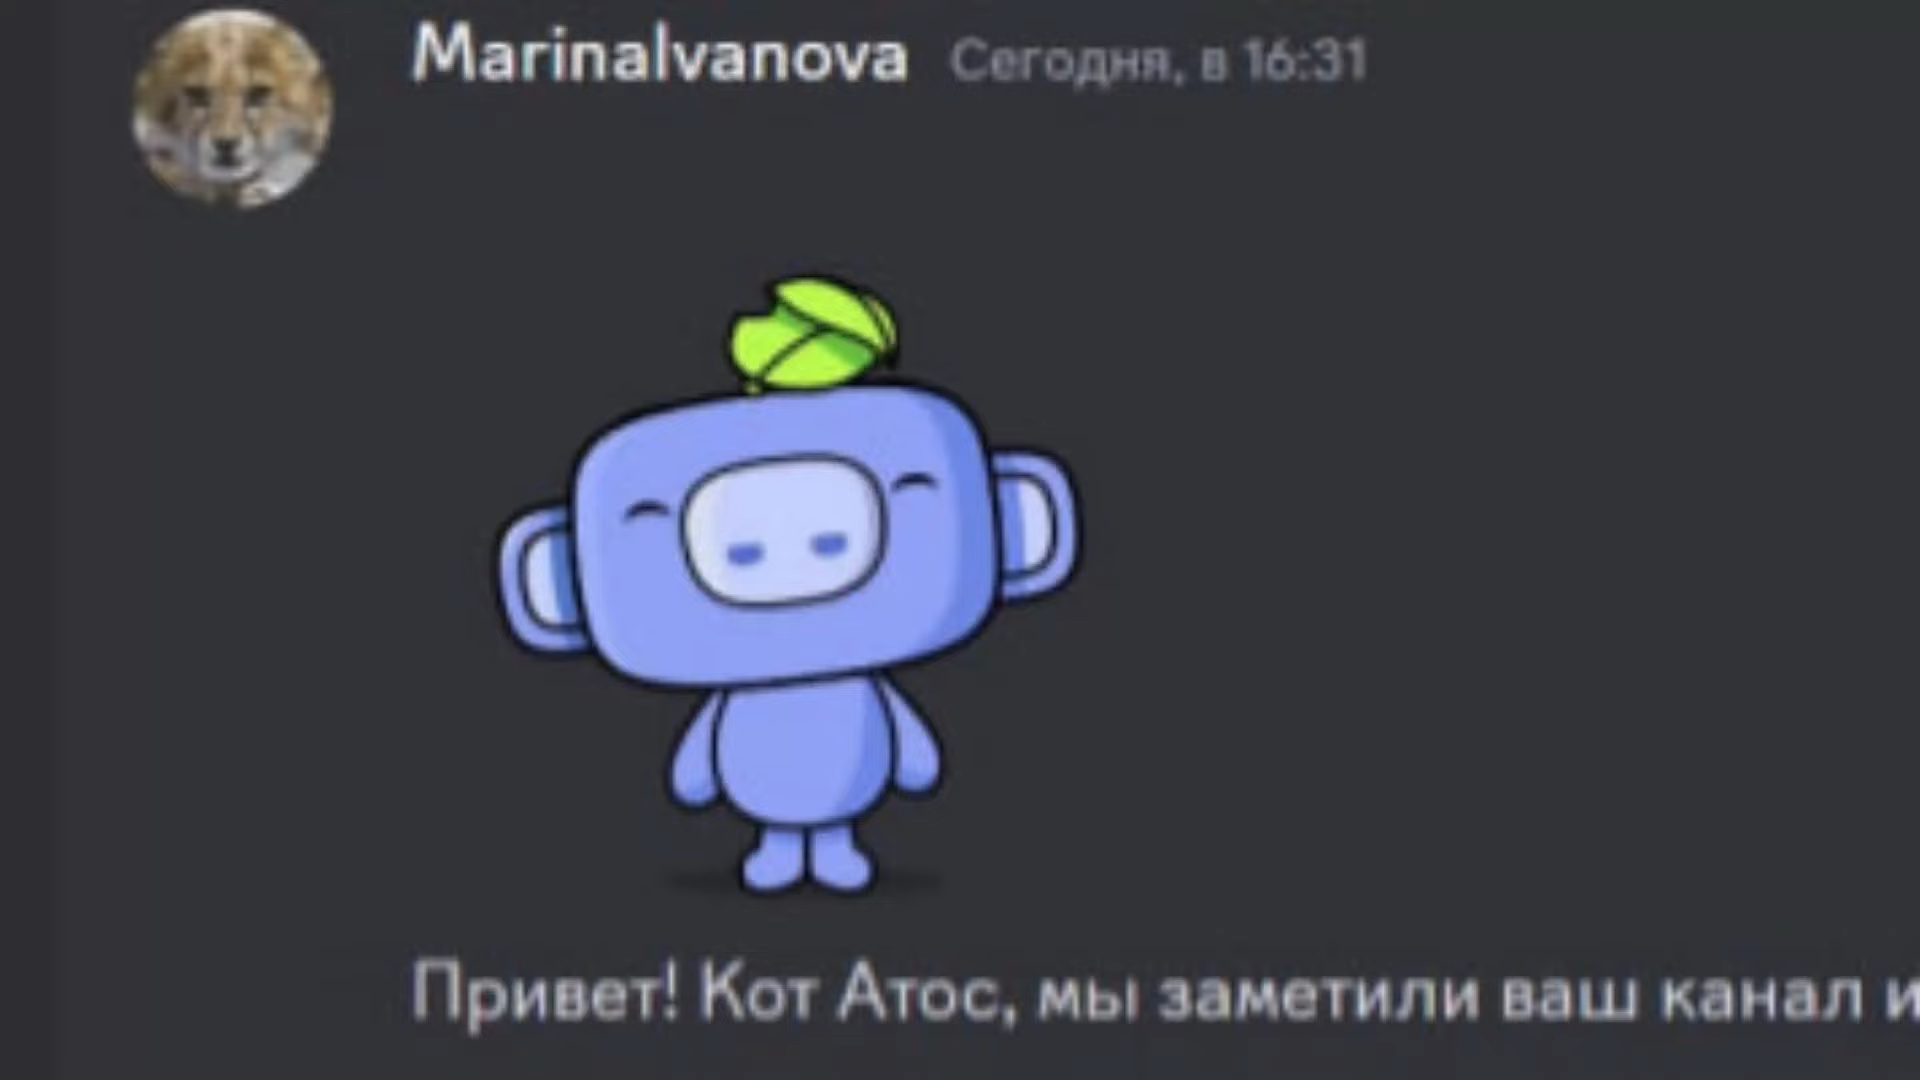 MarinaIvanova Сегодня, в 16:31
Привет! Кот Атос, мы заметили ваш канал и